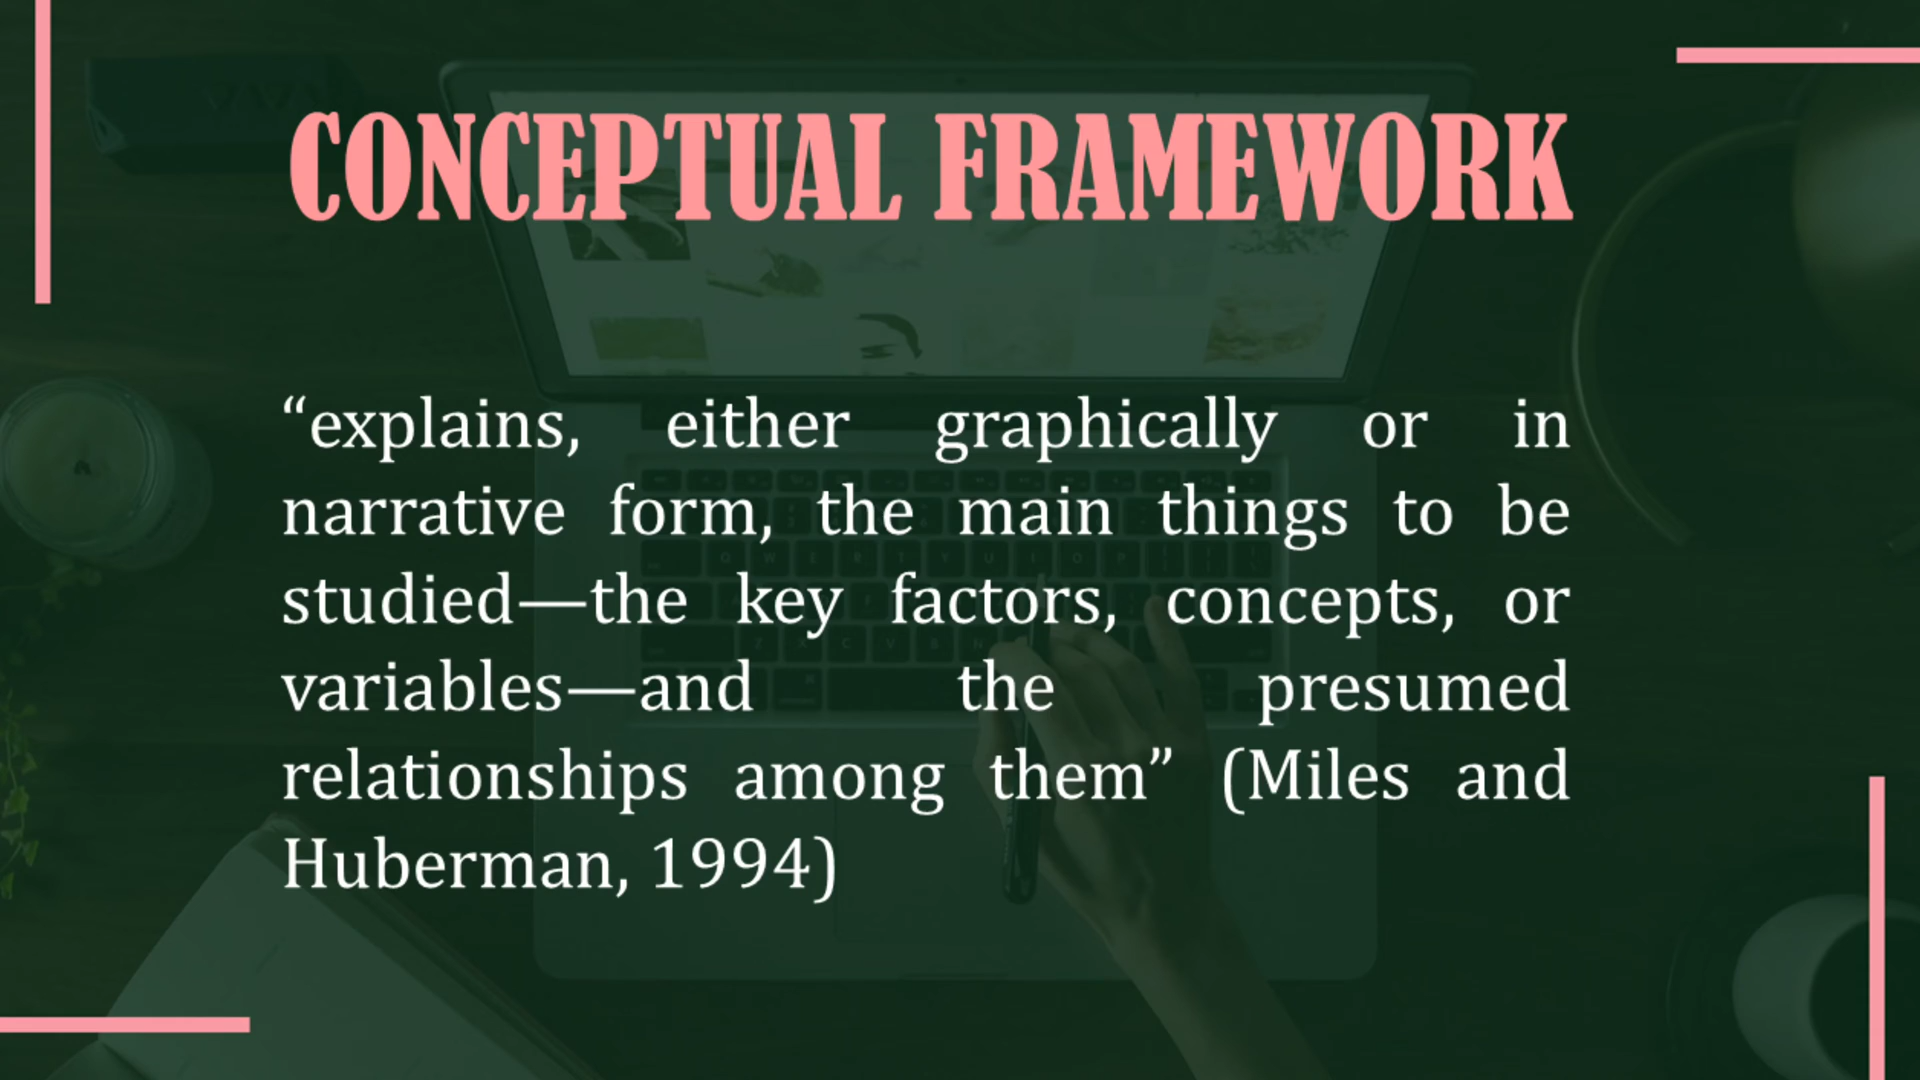 CONCEPTUAL FRAMEWORK
“explains, either graphically or in
narrative form, the main things to be
studied—the key factors, concepts, or
variables—and the presumed
relationships among them” (Miles and
Huberman, 1994)